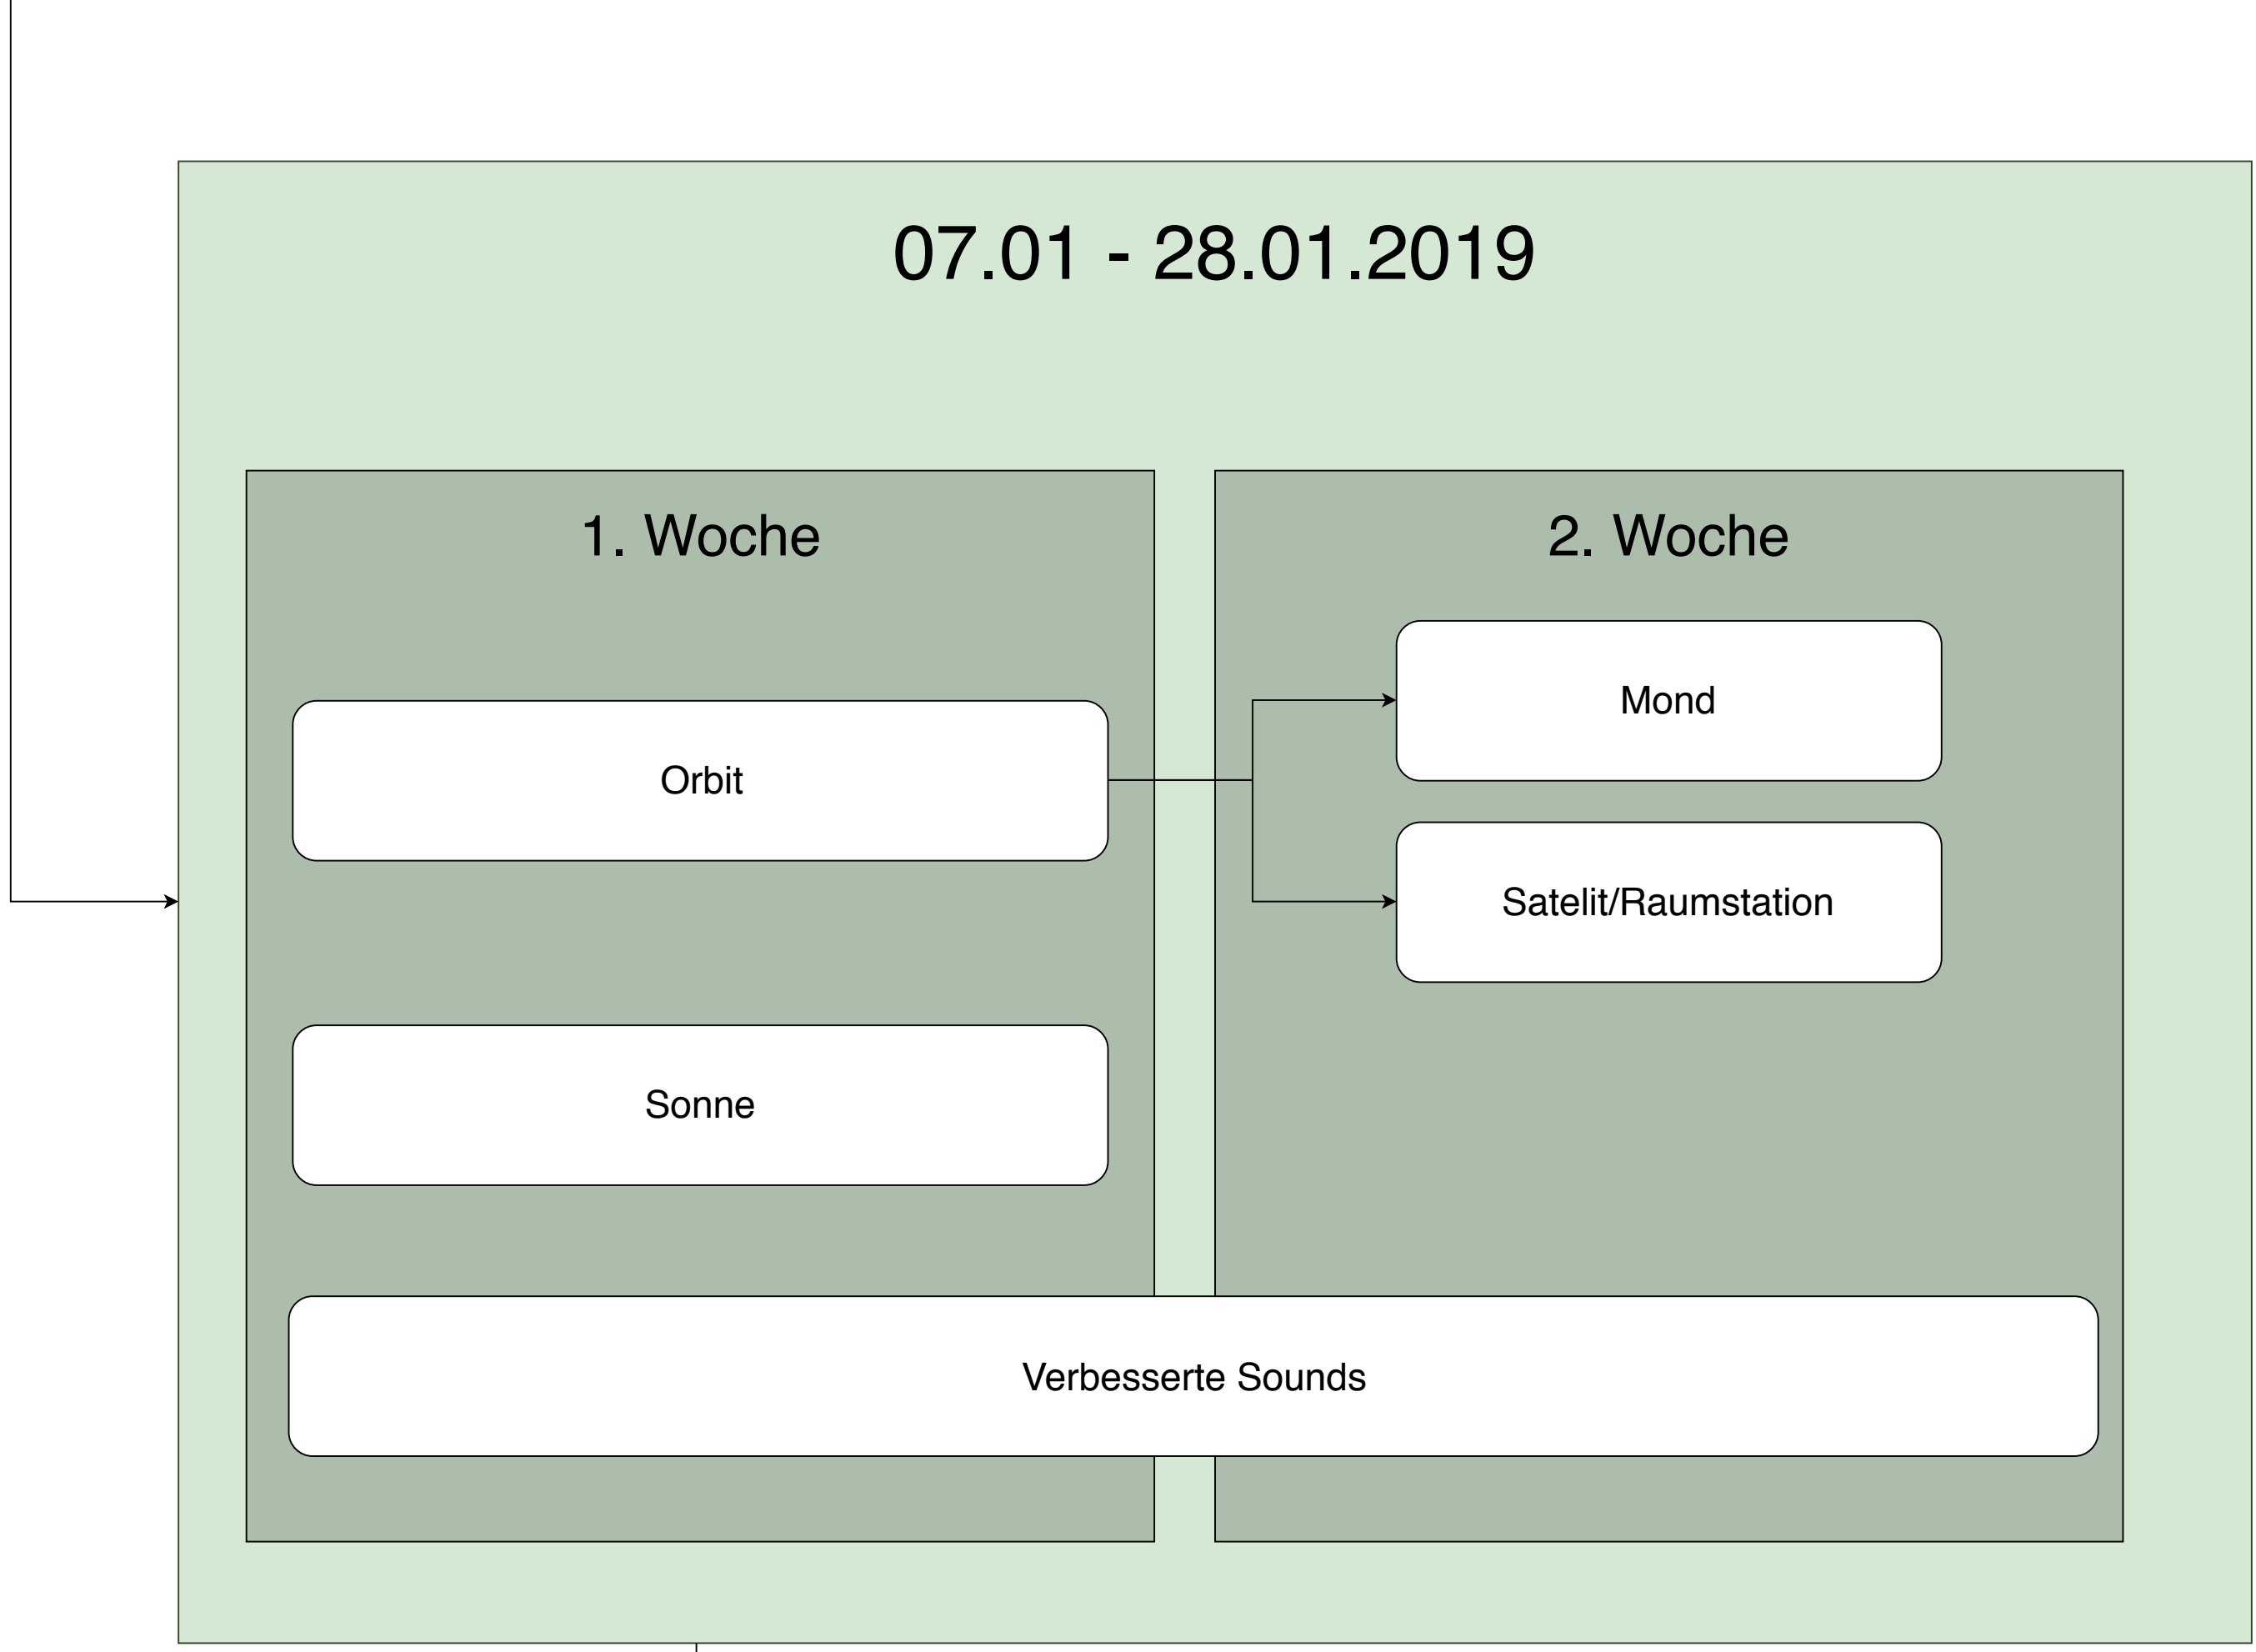 07.01 - 28.01.2019
1. Woche
2. Woche
Orbit
Mond
Satelit/Raumstation
Sonne
Verbesserte Sounds